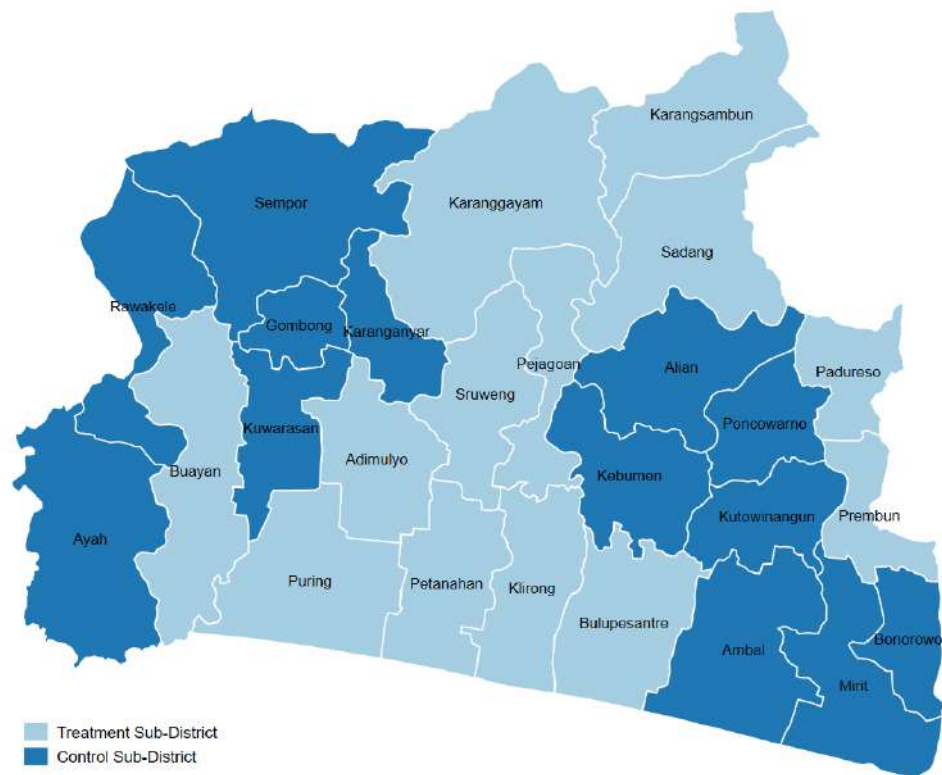 Karangsambun
Sempor
Karanggayam
Sadang
Rawakele
Gombong
Karanganyar
Pejagoan
Alian
Padureso
Sruweng
Poncowarno
Kuwarasan
Adimulyo
Buayan
Kebumen
Kutowinangun
Prembun
Ayah
Puring
Petanahan
Klirong
Bulupesantre
Bonorowo
Ambal
Mirit
Treatment Sub-District
Control Sub-District